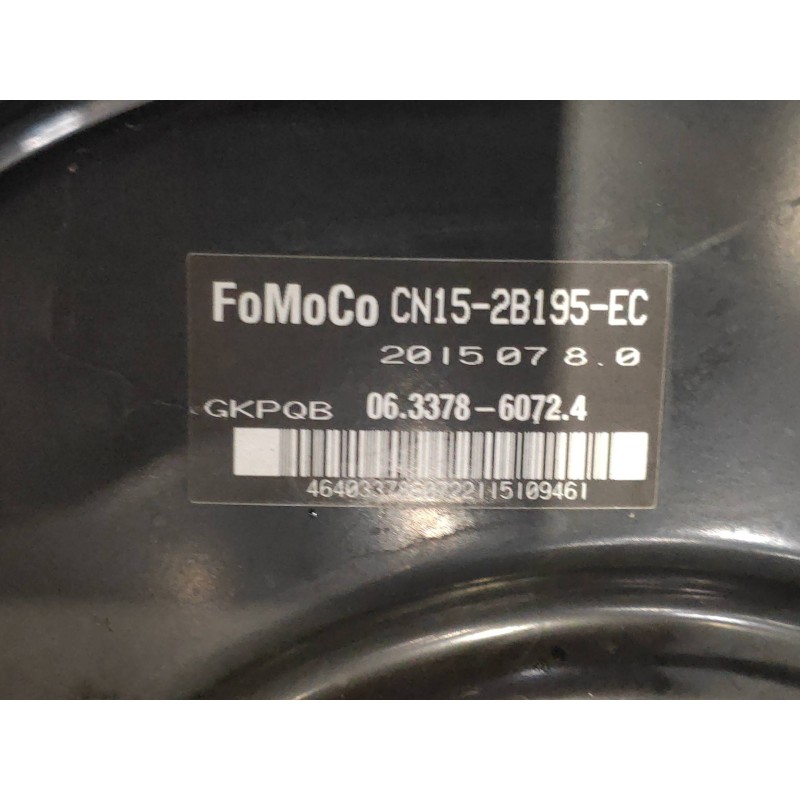 FoMoCo CN15-2B195-EC
2015 07 8.0
GKPQB 06.3378-6072.4